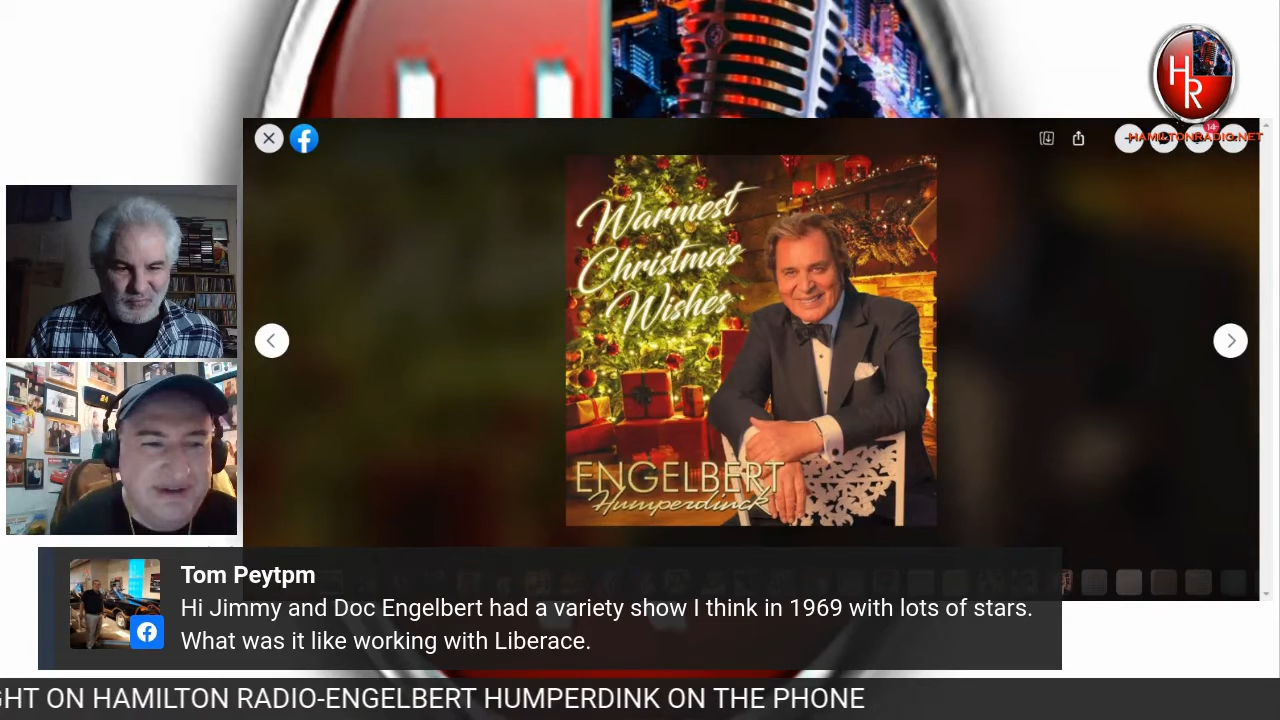 H
R
14
HAMILTONRADIO.NET
Warmest
Christmas
Wishes
ENGELBERT
Humperdinck
Tom Peytpm
Hi Jimmy and Doc Engelbert had a variety show I think in 1969 with lots of stars.
What was it like working with Liberace.
GHT ON HAMILTON RADIO-ENGELBERT HUMPERDINK ON THE PHONE